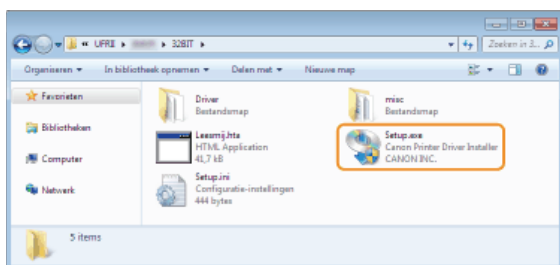 « UFRII ▸ ▸ 32BIT ▸
Zoeken in 3...
Organiseren ▾ In bibliotheek opnemen ▾ Delen met ▾ Nieuwe map
Favorieten
Bibliotheken
Computer
Netwerk
Driver
Bestandsmap
misc
Bestandsmap
Leesmij.hta
HTML Application
41,7 kB
Setup.exe
Canon Printer Driver Installer
CANON INC.
Setup.ini
Configuratie-instellingen
444 bytes
5 items